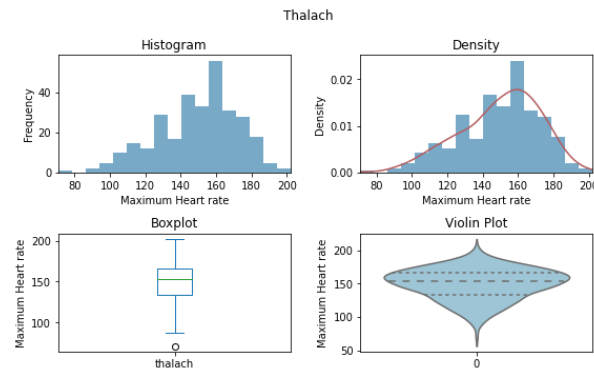 Thalach
Histogram
Frequency
40
20
0
80 100 120 140 160 180 200
Maximum Heart rate
Density
Density
0.02
0.01
0.00
80 100 120 140 160 180 200
Maximum Heart rate
Boxplot
Maximum Heart rate
200
150
100
thalach
Violin Plot
Maximum Heart rate
200
150
100
50
0